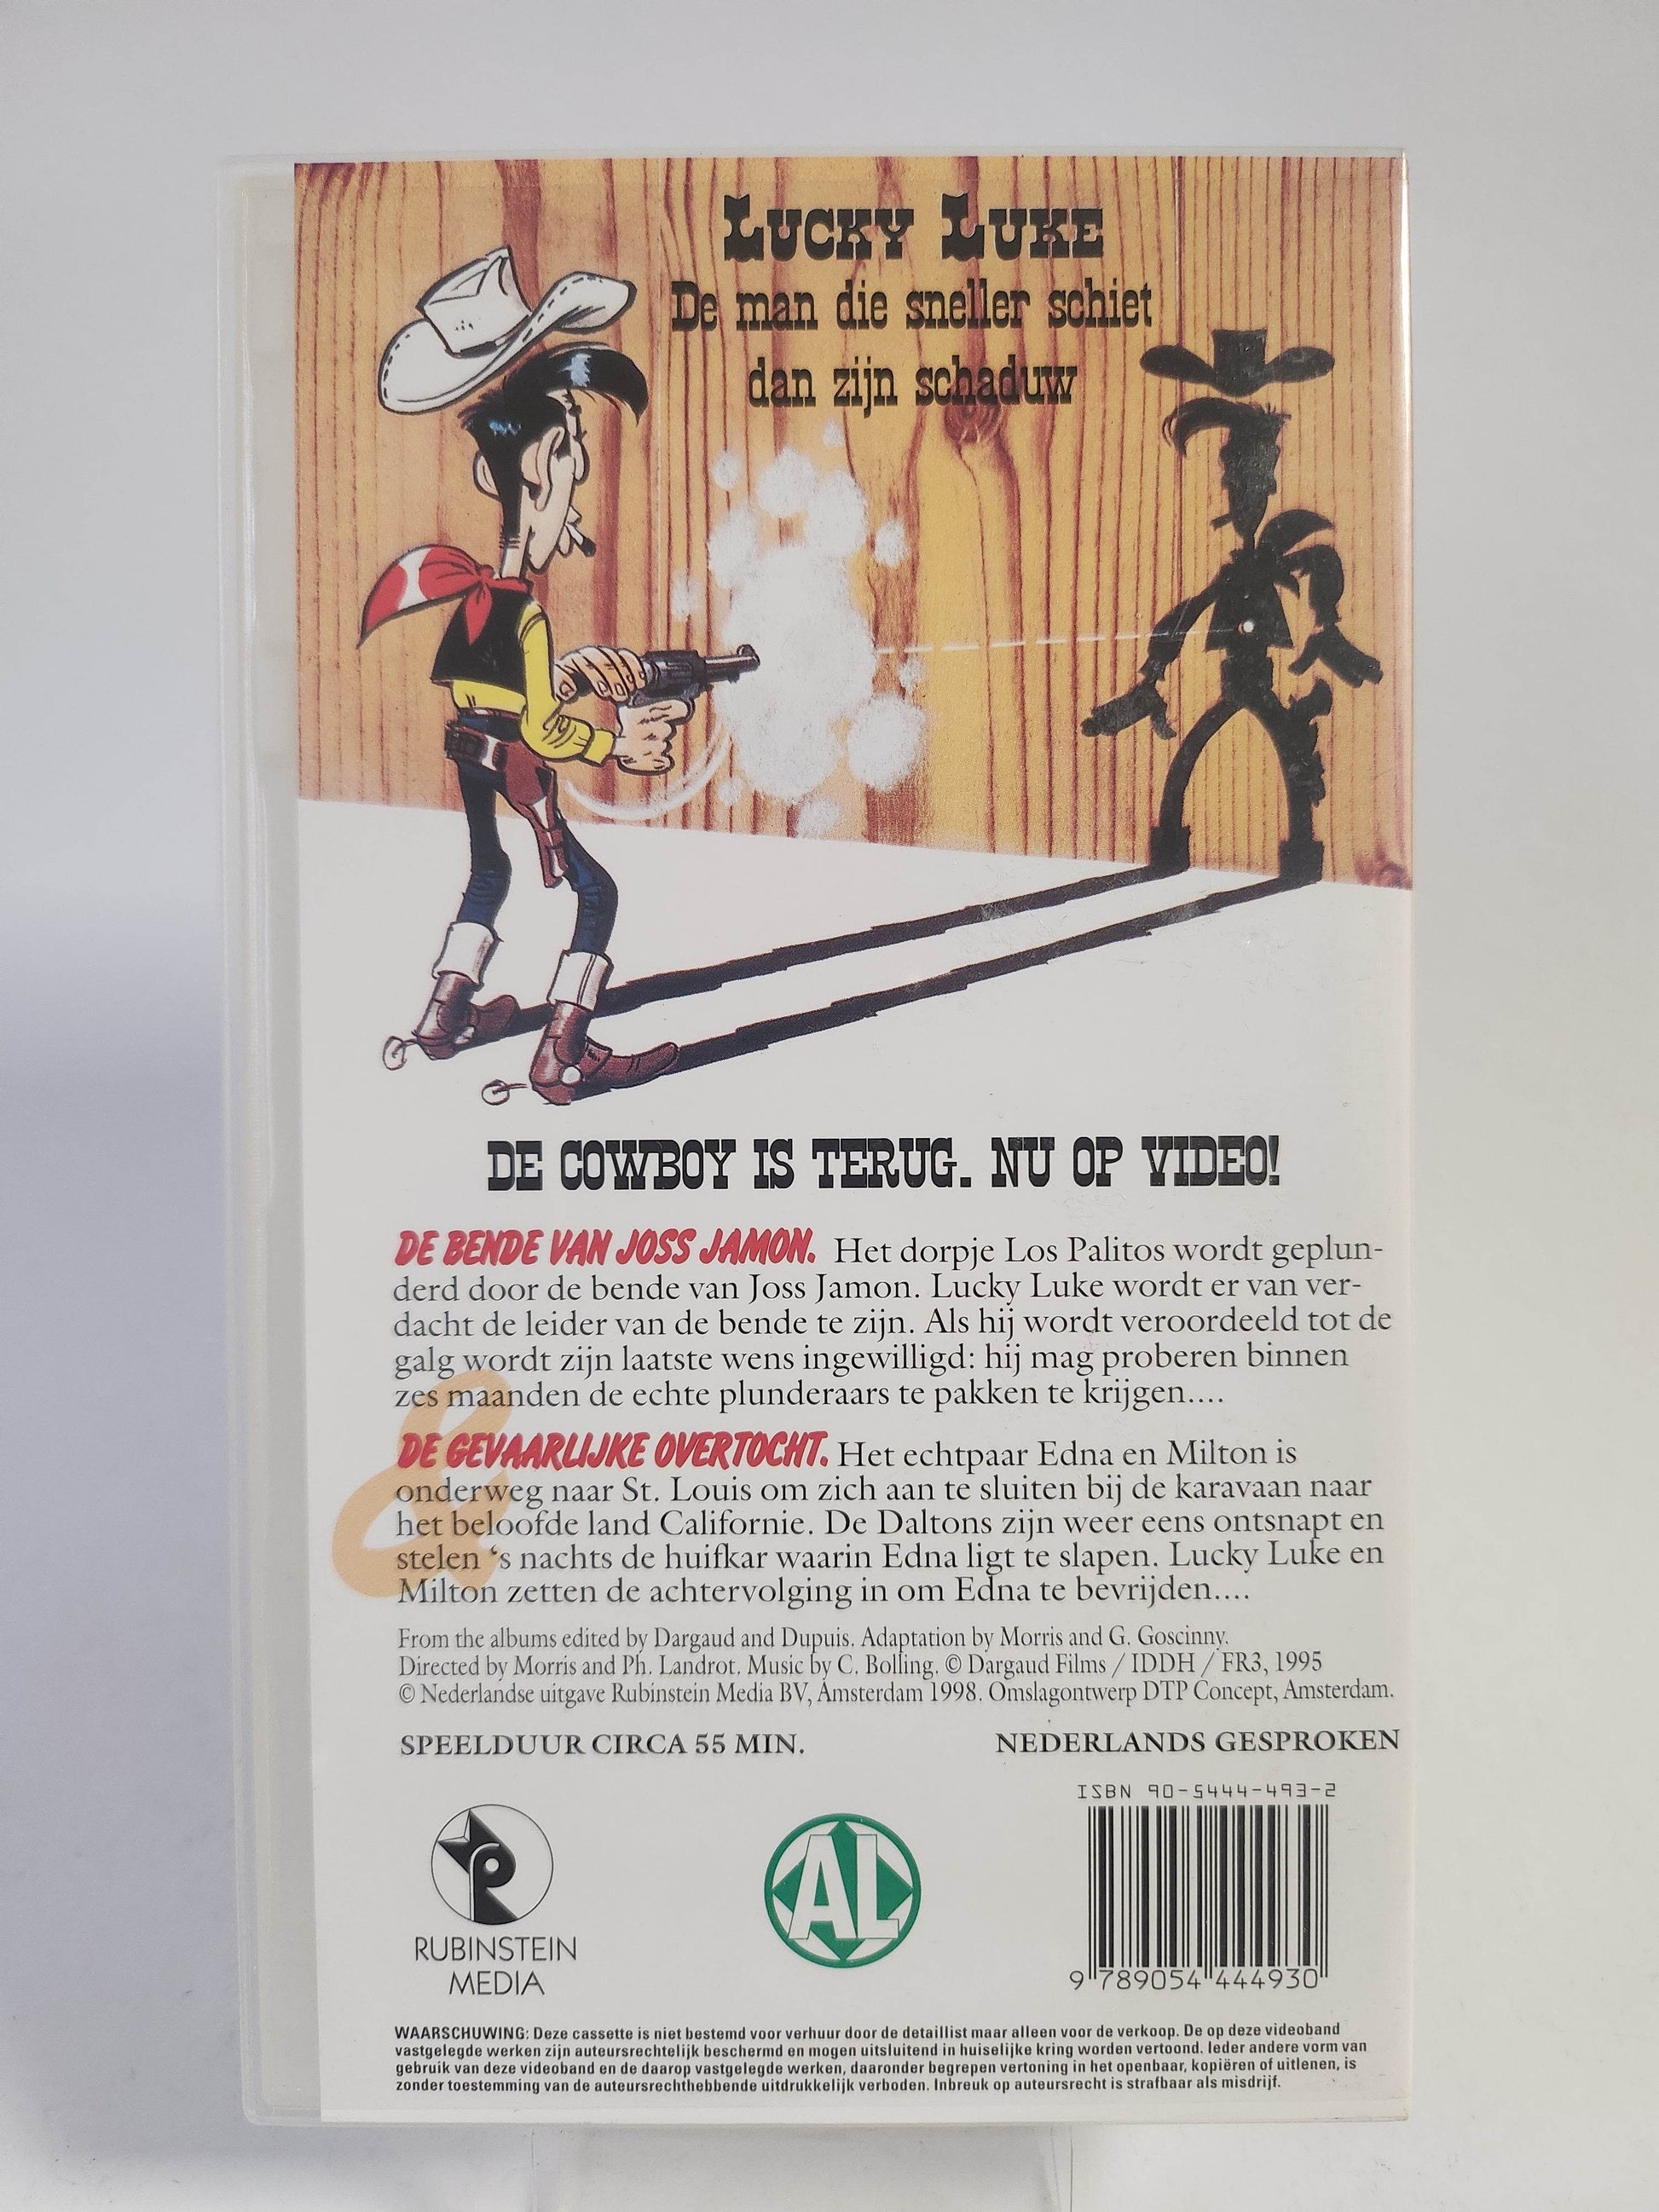 LUCKY LUKE
De man die sneller schiet
dan zijn schaduw
DE COWBOY IS TERUG. NU OP VIDEO!
DE BENDE VAN JOSS JAMON. Het dorpje Los Palitos wordt geplun-
derd door de bende van Joss Jamon. Lucky Luke wordt er van ver-
dacht de leider van de bende te zijn. Als hij wordt veroordeeld tot de
galg wordt zijn laatste wens ingewilligd: hij mag proberen binnen
zes maanden de echte plunderaars te pakken te krijgen....
&
DE GEVAARLIJKE OVERTOCHT. Het echtpaar Edna en Milton is
onderweg naar St. Louis om zich aan te sluiten bij de karavaan naar
het beloofde land Californie. De Daltons zijn weer eens ontsnapt en
stelen ‘s nachts de huifkar waarin Edna ligt te slapen. Lucky Luke en
Milton zetten de achtervolging in om Edna te bevrijden....
From the albums edited by Dargaud and Dupuis. Adaptation by Morris and G. Goscinny.
Directed by Morris and Ph. Landrot. Music by C. Bolling. © Dargaud Films / IDDH / FR3, 1995
© Nederlandse uitgave Rubinstein Media BV, Amsterdam 1998. Omslagontwerp DTP Concept, Amsterdam.
SPEELDUUR CIRCA 55 MIN. NEDERLANDS GESPROKEN
ISBN 90-5444-493-2
AL
RUBINSTEIN
MEDIA
9 789054 444930
WAARSCHUWING: Deze cassette is niet bestemd voor verhuur door de detaillist maar alleen voor de verkoop. De op deze videoband
vastgelegde werken zijn auteursrechtelijk beschermd en mogen uitsluitend in huiselijke kring worden vertoond. Ieder andere vorm van
gebruik van deze videoband en de daarop vastgelegde werken, daaronder begrepen vertoning in het openbaar, kopiëren of uitlenen, is
zonder toestemming van de auteursrechthebbende uitdrukkelijk verboden. Inbreuk op auteursrecht is strafbaar als misdrijf.